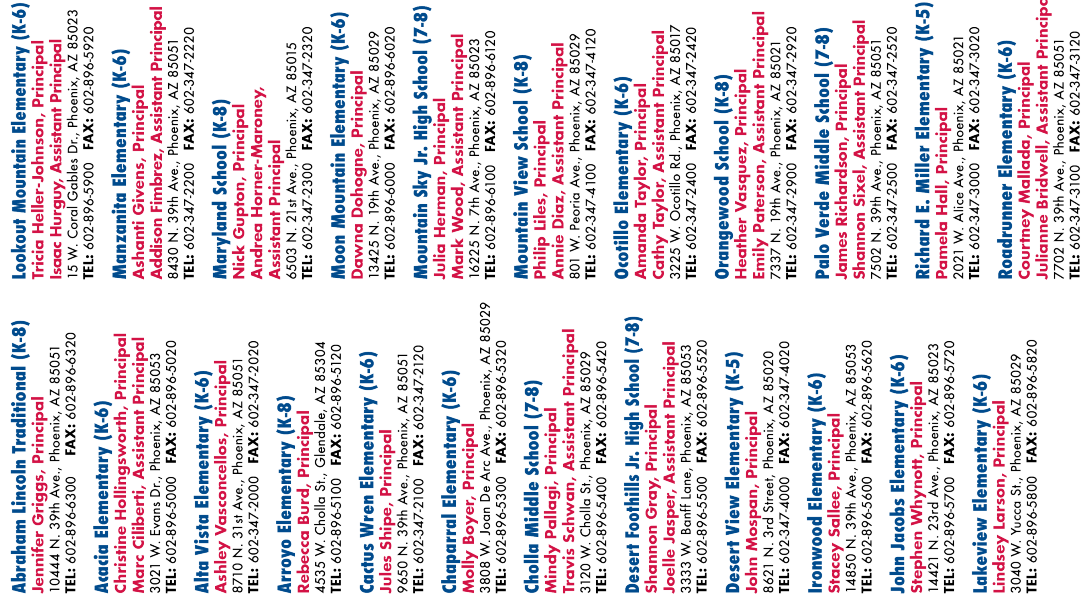 Abraham Lincoln Traditional (K-8)
Jennifer Griggs, Principal
10444 N. 39th Ave., Phoenix, AZ 85051
TEL: 602-896-6300 FAX: 602-896-6320
Acacia Elementary (K-6)
Christine Hollingsworth, Principal
Marc Ciliberti, Assistant Principal
3021 W. Evans Dr., Phoenix, AZ 85053
TEL: 602-896-5000 FAX: 602-896-5020
Alta Vista Elementary (K-6)
Ashley Vasconcellos, Principal
8710 N. 31st Ave., Phoenix, AZ 85051
TEL: 602-347-2000 FAX: 602-347-2020
Arroyo Elementary (K-8)
Rebecca Burd, Principal
4535 W. Cholla St., Glendale, AZ 85304
TEL: 602-896-5100 FAX: 602-896-5120
Cactus Wren Elementary (K-6)
Jules Shipe, Principal
9650 N. 39th Ave., Phoenix, AZ 85051
TEL: 602-347-2100 FAX: 602-347-2120
Chaparral Elementary (K-6)
Molly Boyer, Principal
3808 W. Joan De Arc Ave., Phoenix, AZ 85029
TEL: 602-896-5300 FAX: 602-896-5320
Cholla Middle School (7-8)
Mindy Pallagi, Principal
Travis Schwan, Assistant Principal
3120 W. Cholla St, Phoenix, AZ 85029
TEL: 602-896-5400 FAX: 602-896-5420
Desert Foothills Jr. High School (7-8)
Shannon Gray, Principal
Joelle Jasper, Assistant Principal
3333 W. Banff Lane, Phoenix, AZ 85053
TEL: 602-896-5500 FAX: 602-896-5520
Desert View Elementary (K-5)
John Mospan, Principal
8621 N. 3rd Street, Phoenix, AZ 85020
TEL: 602-347-4000 FAX: 602-347-4020
Ironwood Elementary (K-6)
Stacey Sallee, Principal
14850 N. 39th Ave., Phoenix, AZ 85053
TEL: 602-896-5600 FAX: 602-896-5620
John Jacobs Elementary (K-6)
Stephen Whynott, Principal
14421 N. 23rd Ave., Phoenix, AZ 85023
TEL: 602-896-5700 FAX: 602-896-5720
Lakeview Elementary (K-6)
Lindsey Larson, Principal
3040 W. Yucca St., Phoenix, AZ 85029
TEL: 602-896-5800 FAX: 602-896-5820
Lookout Mountain Elementary (K-6)
Tricia Heller-Johnson, Principal
Isaac Hurguy, Assistant Principal
15 W. Coral Gables Dr., Phoenix, AZ 85023
TEL: 602-896-5900 FAX: 602-896-5920
Manzanita Elementary (K-6)
Ashanti Givens, Principal
Addison Fimbrez, Assistant Principal
8430 N. 39th Ave., Phoenix, AZ 85051
TEL: 602-347-2200 FAX: 602-347-2220
Maryland School (K-8)
Nick Gupton, Principal
Andrea Horner-Maroney,
Assistant Principal
6503 N. 21st Ave., Phoenix, AZ 85015
TEL: 602-347-2300 FAX: 602-347-2320
Moon Mountain Elementary (K-6)
Dawna Dohogne, Principal
13425 N. 19th Ave., Phoenix, AZ 85029
TEL: 602-896-6000 FAX: 602-896-6020
Mountain Sky Jr. High School (7-8)
Julia Herman, Principal
Mark Wood, Assistant Principal
16225 N. 7th Ave., Phoenix, AZ 85023
TEL: 602-896-6100 FAX: 602-896-6120
Mountain View School (K-8)
Philip Liles, Principal
Annie Diaz, Assistant Principal
801 W. Peoria Ave., Phoenix, AZ 85029
TEL: 602-347-4100 FAX: 602-347-4120
Ocotillo Elementary (K-6)
Amanda Taylor, Principal
Cathy Taylor, Assistant Principal
3225 W. Ocotillo Rd., Phoenix, AZ 85017
TEL: 602-347-2400 FAX: 602-347-2420
Orangewood School (K-8)
Heather Vasquez, Principal
Emily Paterson, Assistant Principal
7337 N. 19th Ave., Phoenix, AZ 85021
TEL: 602-347-2900 FAX: 602-347-2920
Palo Verde Middle School (7-8)
James Richardson, Principal
Shannon Sixel, Assistant Principal
7502 N. 39th Ave., Phoenix, AZ 85051
TEL: 602-347-2500 FAX: 602-347-2520
Richard E. Miller Elementary (K-5)
Pamela Hall, Principal
2021 W. Alice Ave., Phoenix, AZ 85021
TEL: 602-347-3000 FAX: 602-347-3020
Roadrunner Elementary (K-6)
Courtney Mallada, Principal
Julianne Bridwell, Assistant Principal
7702 N. 39th Ave., Phoenix, AZ 85051
TEL: 602-347-3100 FAX: 602-347-3120